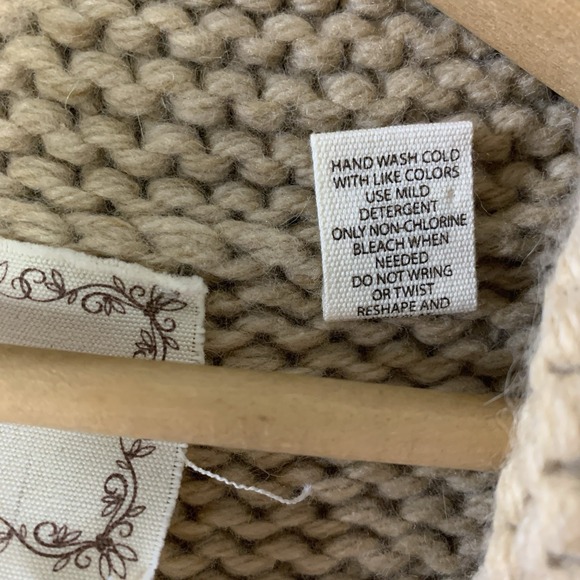 HAND WASH COLD
WITH LIKE COLORS
USE MILD
DETERGENT
ONLY NON-CHLORINE
BLEACH WHEN
NEEDED
DO NOT WRING
OR TWIST
RESHAPE AND